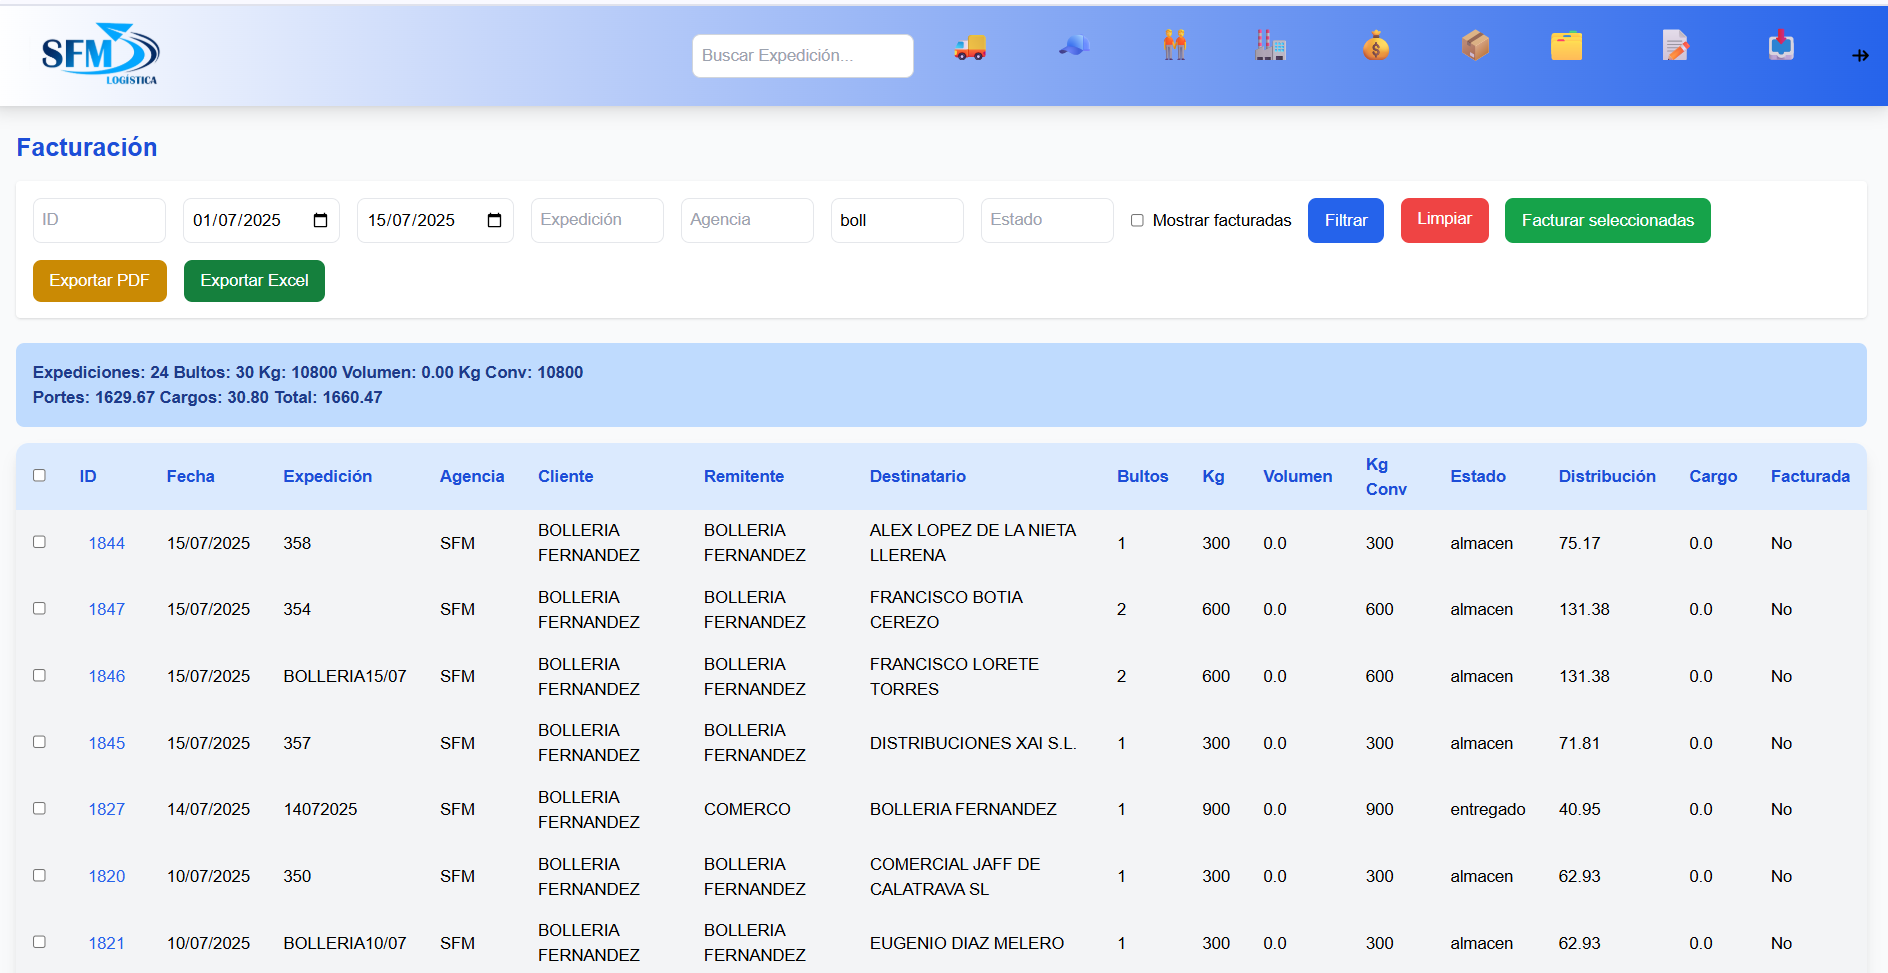 SFM
LOGÍSTICA
Buscar Expedición...
Facturación
ID
01/07/2025
15/07/2025
Expedición
Agencia
boll
Estado
Mostrar facturadas
Filtrar
Limpiar
Facturar seleccionadas
Exportar PDF
Exportar Excel
Expediciones: 24 Bultos: 30 Kg: 10800 Volumen: 0.00 Kg Conv: 10800
Portes: 1629.67 Cargos: 30.80 Total: 1660.47
ID Fecha Expedición Agencia Cliente Remitente Destinatario Bultos Kg Volumen Kg Conv Estado Distribución Cargo Facturada
1844 15/07/2025 358 SFM BOLLERIA FERNANDEZ BOLLERIA FERNANDEZ ALEX LOPEZ DE LA NIETA LLERENA 1 300 0.0 300 almacen 75.17 0.0 No
1847 15/07/2025 354 SFM BOLLERIA FERNANDEZ BOLLERIA FERNANDEZ FRANCISCO BOTIA CEREZO 2 600 0.0 600 almacen 131.38 0.0 No
1846 15/07/2025 BOLLERIA15/07 SFM BOLLERIA FERNANDEZ BOLLERIA FERNANDEZ FRANCISCO LORETE TORRES 2 600 0.0 600 almacen 131.38 0.0 No
1845 15/07/2025 357 SFM BOLLERIA FERNANDEZ BOLLERIA FERNANDEZ DISTRIBUCIONES XAI S.L. 1 300 0.0 300 almacen 71.81 0.0 No
1827 14/07/2025 14072025 SFM BOLLERIA FERNANDEZ COMERCO BOLLERIA FERNANDEZ 1 900 0.0 900 entregado 40.95 0.0 No
1820 10/07/2025 350 SFM BOLLERIA FERNANDEZ BOLLERIA FERNANDEZ COMERCIAL JAFF DE CALATRAVA SL 1 300 0.0 300 almacen 62.93 0.0 No
1821 10/07/2025 BOLLERIA10/07 SFM BOLLERIA FERNANDEZ BOLLERIA FERNANDEZ EUGENIO DIAZ MELERO 1 300 0.0 300 almacen 62.93 0.0 No